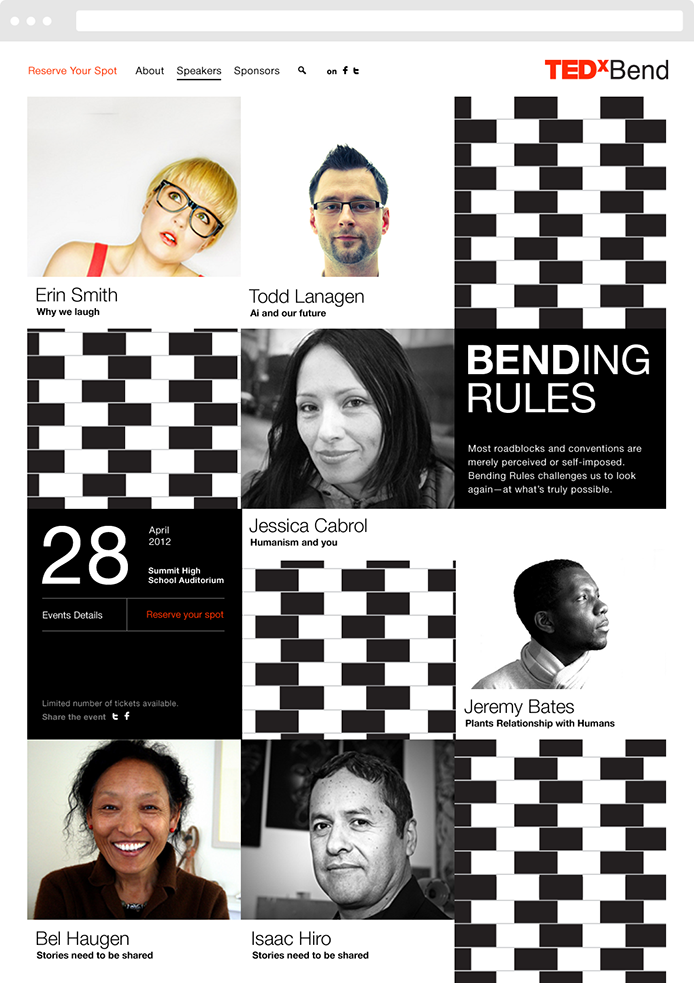 Reserve Your Spot About Speakers Sponsors on
TEDxBend
Erin Smith
Why we laugh
Todd Lanagen
Ai and our future
BENDING
RULES
Most roadblocks and conventions are
merely perceived or self-imposed.
Bending Rules challenges us to look
again—at what's truly possible.
Jessica Cabrol
Humanism and you
28
April
2012
Summit High
School Auditorium
Events Details
Reserve your spot
Limited number of tickets available.
Share the event
Jeremy Bates
Plants Relationship with Humans
Bel Haugen
Stories need to be shared
Isaac Hiro
Stories need to be shared